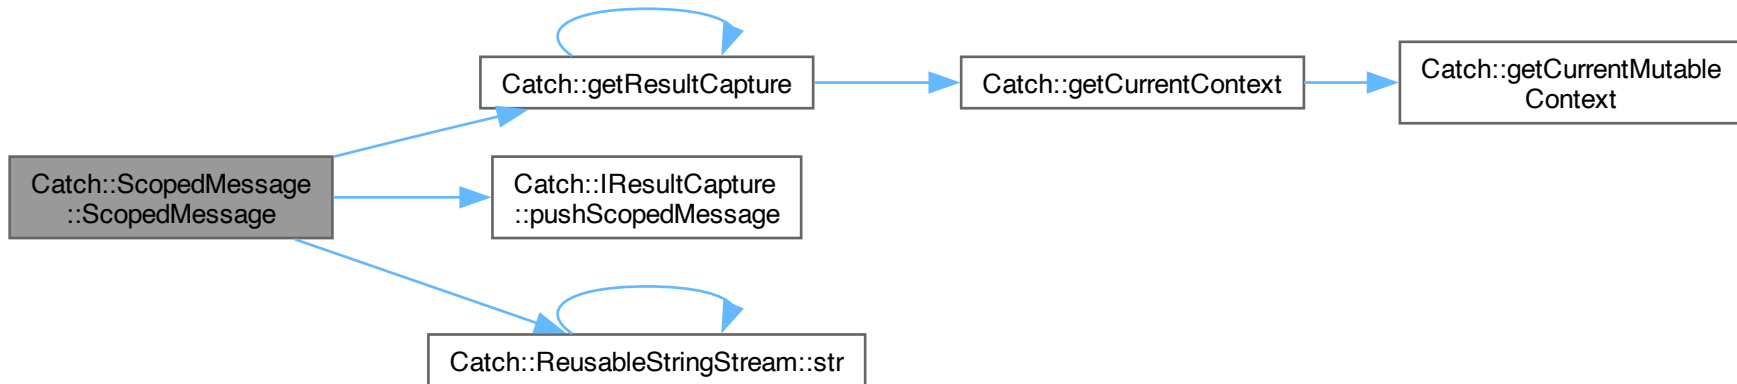 Catch::getResultCapture
Catch::getCurrentContext
Catch::getCurrentMutable
Context
Catch::ScopedMessage
::ScopedMessage
Catch::IResultCapture
::pushScopedMessage
Catch::ReusableStringStream::str